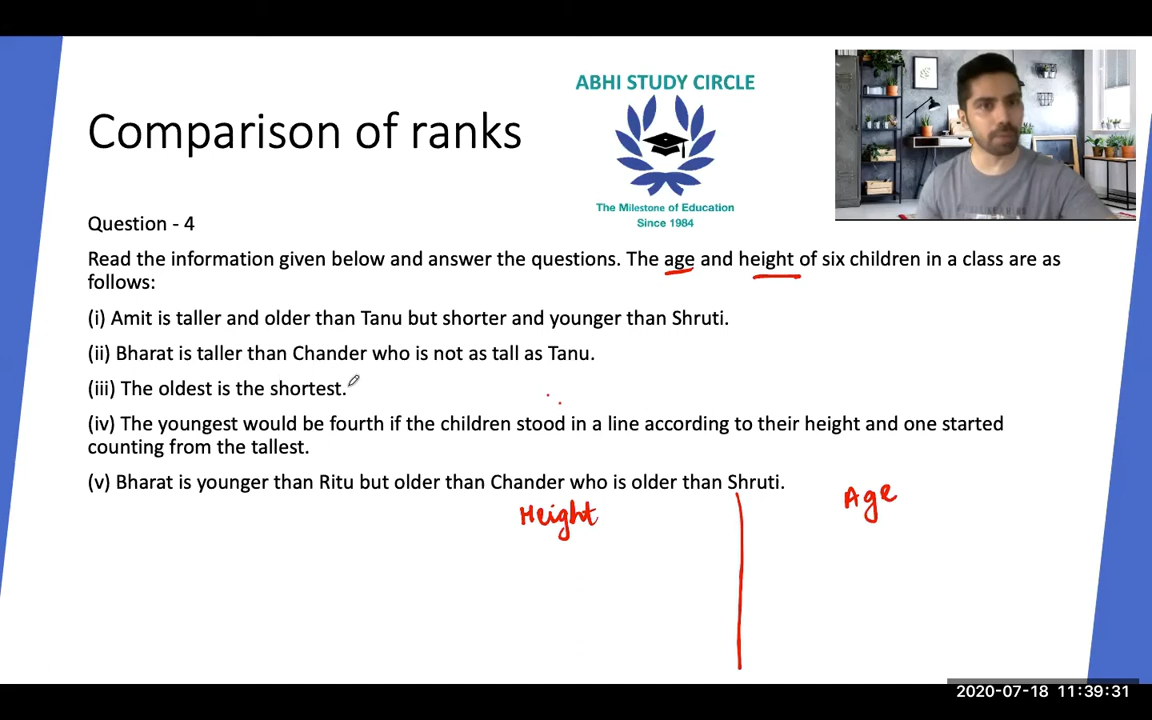 ABHI STUDY CIRCLE
Comparison of ranks
The Milestone of Education
Since 1984
Question - 4
Read the information given below and answer the questions. The age and height of six children in a class are as
follows:
(i) Amit is taller and older than Tanu but shorter and younger than Shruti.
(ii) Bharat is taller than Chander who is not as tall as Tanu.
(iii) The oldest is the shortest.
(iv) The youngest would be fourth if the children stood in a line according to their height and one started
counting from the tallest.
(v) Bharat is younger than Ritu but older than Chander who is older than Shruti.
Height
Age
2020-07-18 11:39:31